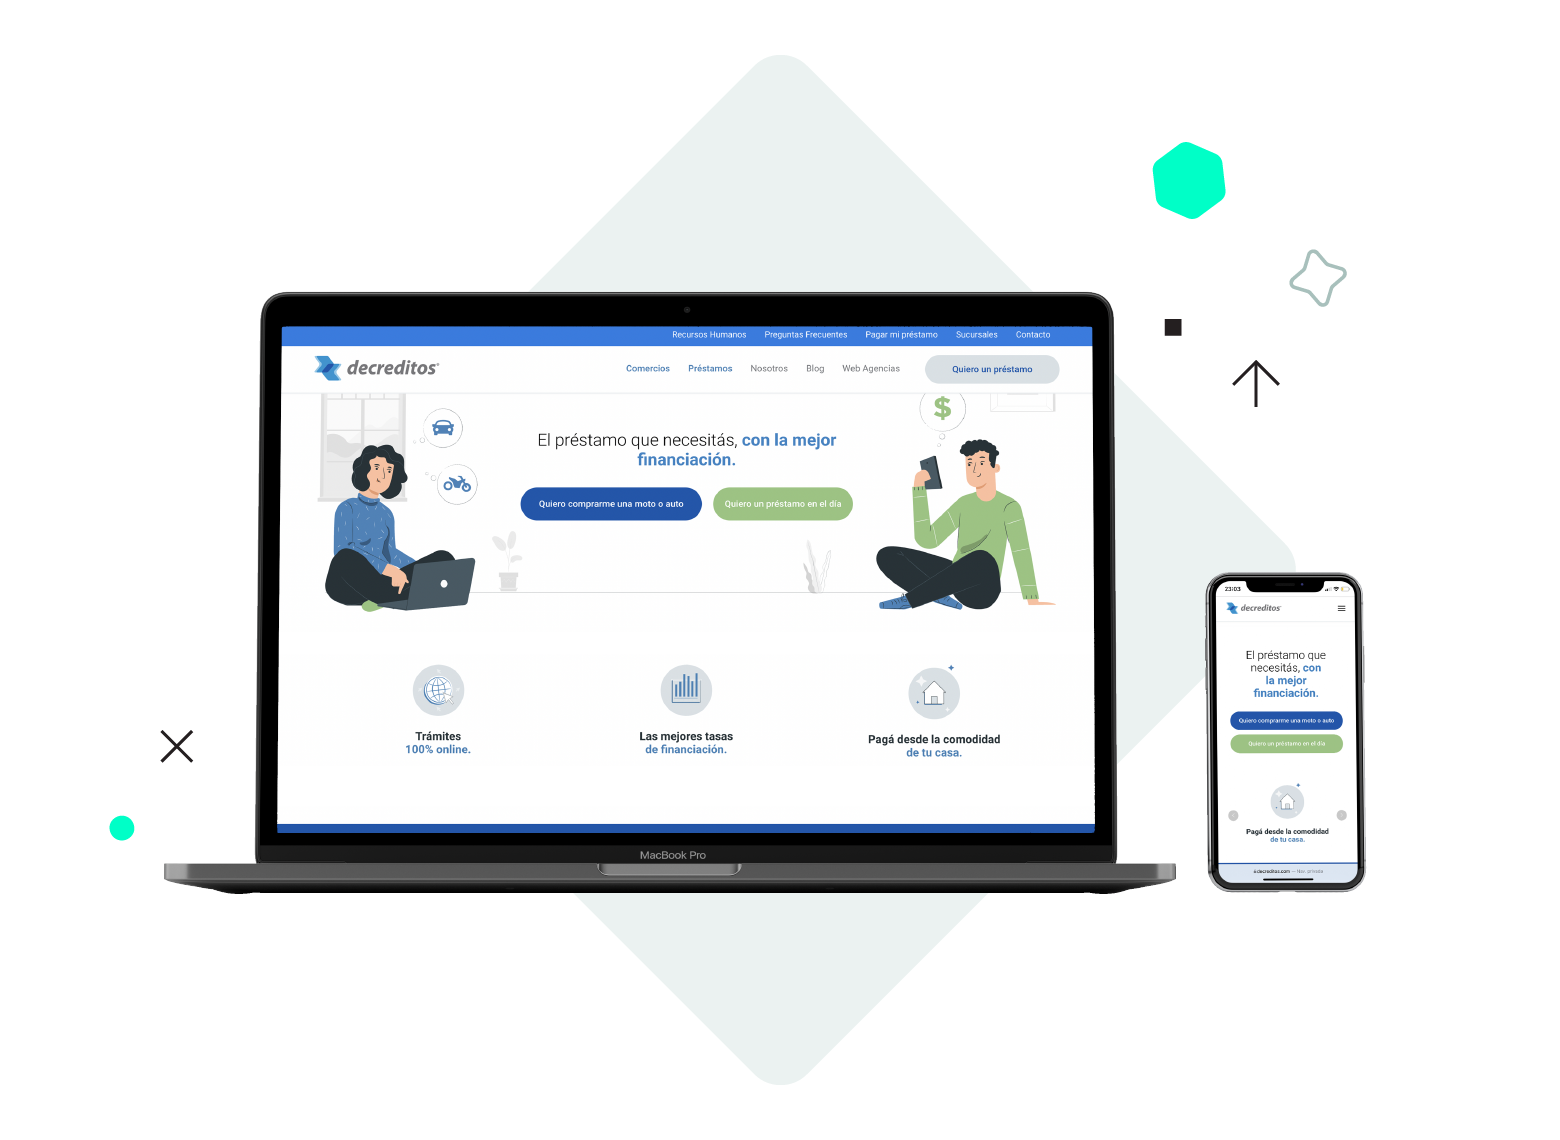 Recursos Humanos Preguntas Frecuentes Pagar mi préstamo Sucursales Contacto
decreditos Comercios Préstamos Nosotros Blog Web Agencias Quiero un préstamo
El préstamo que necesitás, con la mejor
financiación.
Quiero comprarme una moto o auto Quiero un préstamo en el día
Trámites
100% online.
Las mejores tasas
de financiación.
Pagá desde la comodidad
de tu casa.
MacBook Pro
23:03
decreditos
El préstamo que
necesitás, con
la mejor
financiación.
Quiero comprarme una moto o auto
Quiero un préstamo en el día
Pagá desde la comodidad
de tu casa.
decreditos.com — Nav. privada